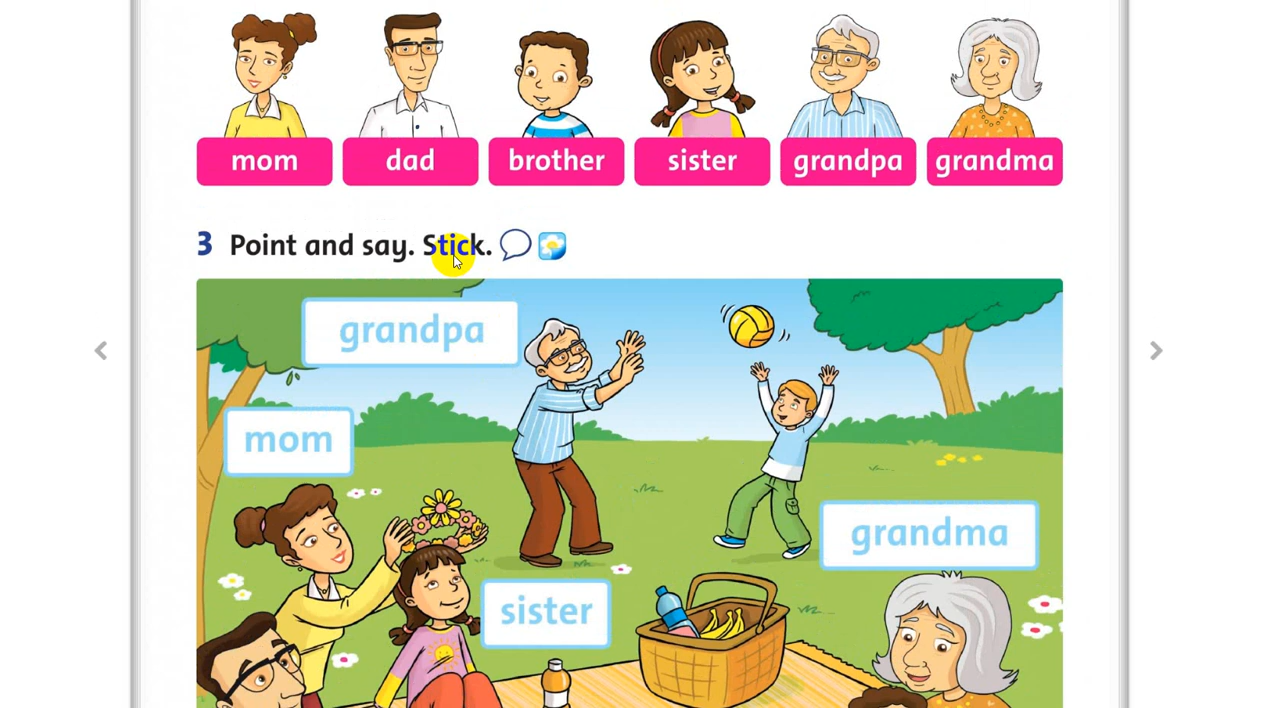 mom dad brother sister grandpa grandma
3 Point and say. Stick.
grandpa
mom
grandma
sister